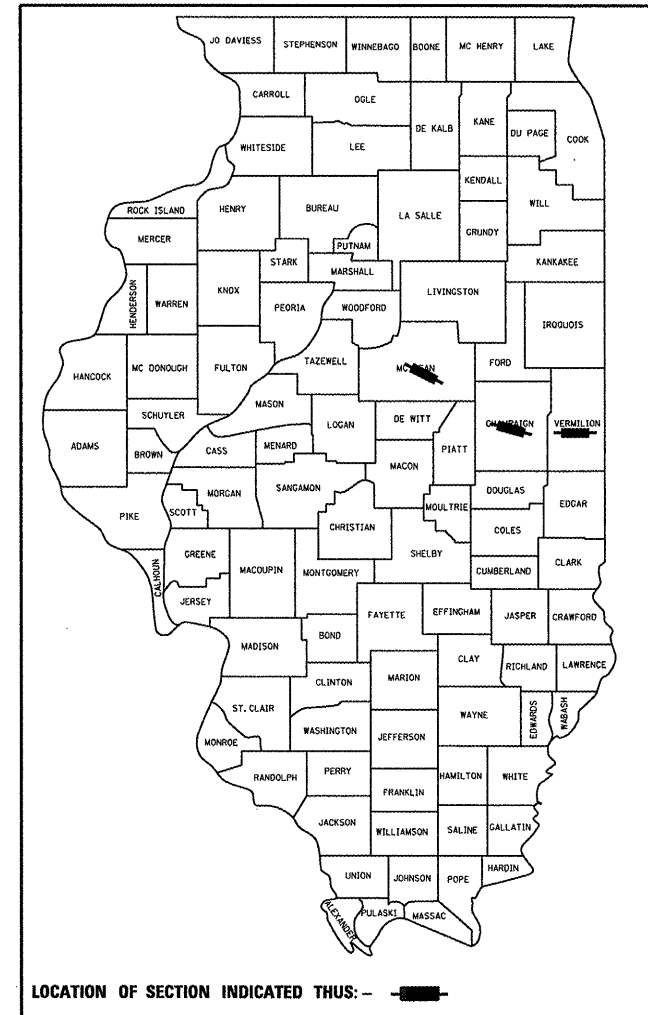 JO DAVIESS STEPHENSON WINNEBAGO BOONE MC HENRY LAKE
CARROLL OGLE DE KALB KANE DU PAGE COOK
WHITESIDE LEE
KENDALL WILL
ROCK ISLAND HENRY BUREAU LA SALLE GRUNDY
MERCER PUTNAM KANKAKEE
STARK MARSHALL
HENDERSON WARREN KNOX PEORIA WOODFORD LIVINGSTON IROQUOIS
HANCOCK MC DONOUGH FULTON TAZEWELL MCLEAN FORD
SCHUYLER MASON LOGAN DE WITT CHAMPAIGN VERMILION
ADAMS BROWN CASS MENARD MACON PIATT
PIKE SCOTT MORGAN SANGAMON MOULTRIE DOUGLAS EDGAR
CHRISTIAN COLES
CALHOUN GREENE MACOUPIN MONTGOMERY SHELBY CUMBERLAND CLARK
JERSEY FAYETTE EFFINGHAM JASPER CRAWFORD
MADISON BOND CLAY RICHLAND LAWRENCE
CLINTON MARION
ST. CLAIR WAYNE EDWARDS WABASH
MONROE WASHINGTON JEFFERSON
RANDOLPH PERRY HAMILTON WHITE
FRANKLIN
JACKSON WILLIAMSON SALINE GALLATIN
UNION JOHNSON POPE HARDIN
ALEXANDER PULASKI MASSAC
LOCATION OF SECTION INDICATED THUS: –